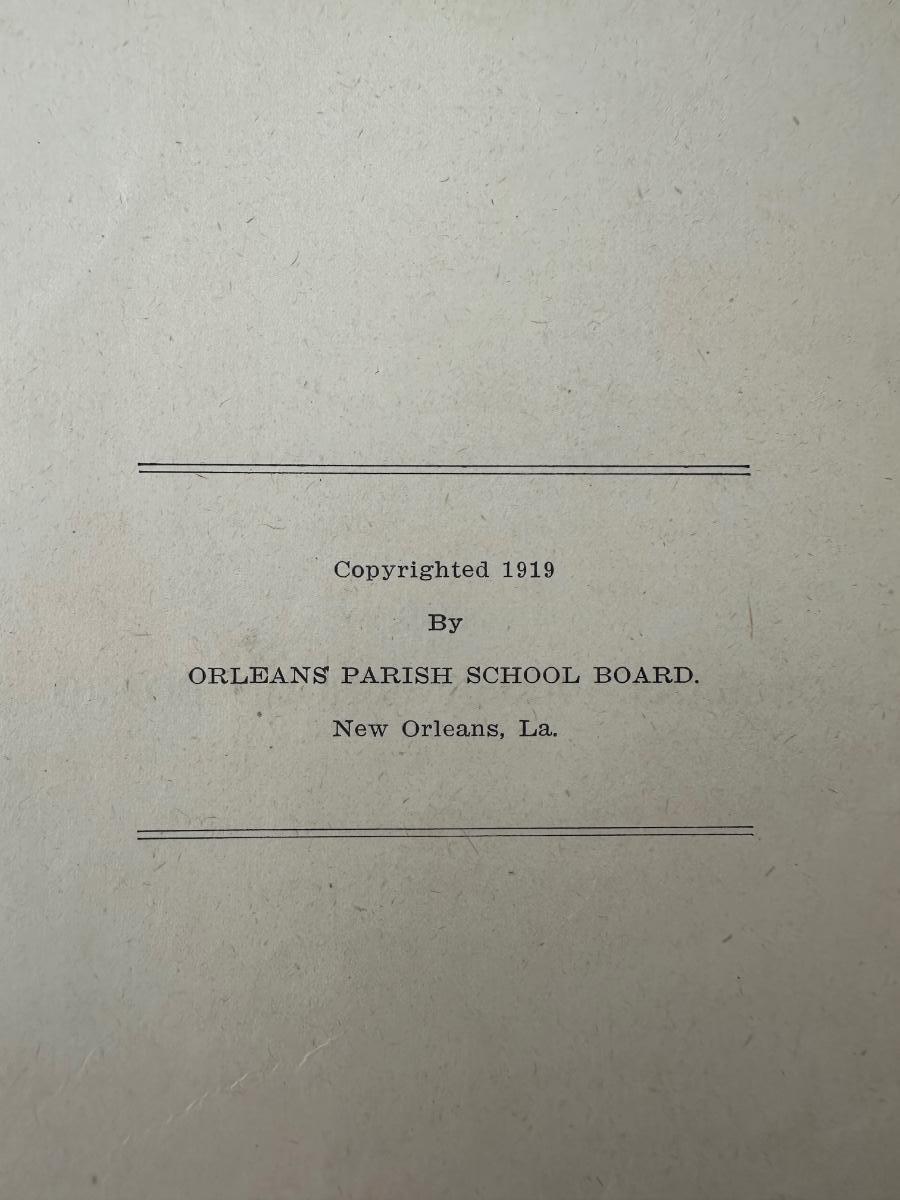 Copyrighted 1919
By
ORLEANS PARISH SCHOOL BOARD.
New Orleans, La.